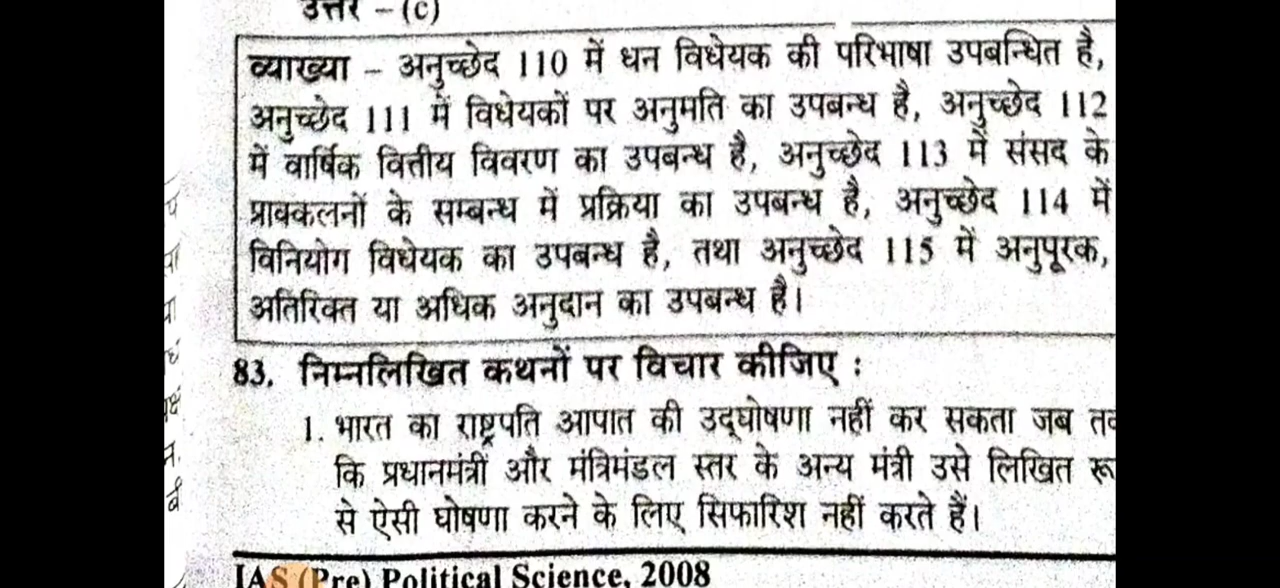 उत्तर – (c)
व्याख्या – अनुच्छेद 110 में धन विधेयक की परिभाषा उपबन्धित है,
अनुच्छेद 111 में विधेयकों पर अनुमति का उपबन्ध है, अनुच्छेद 112
में वार्षिक वित्तीय विवरण का उपबन्ध है, अनुच्छेद 113 में संसद के
प्राक्कलनों के सम्बन्ध में प्रक्रिया का उपबन्ध है, अनुच्छेद 114 में
विनियोग विधेयक का उपबन्ध है, तथा अनुच्छेद 115 में अनुपूरक,
अतिरिक्त या अधिक अनुदान का उपबन्ध है।
83. निम्नलिखित कथनों पर विचार कीजिए :
1. भारत का राष्ट्रपति आपात की उद्घोषणा नहीं कर सकता जब
कि प्रधानमंत्री और मंत्रिमंडल स्तर के अन्य मंत्री उसे लिखित
से ऐसी घोषणा करने के लिए सिफारिश नहीं करते हैं।
IAS (Pre) Political Science, 2008